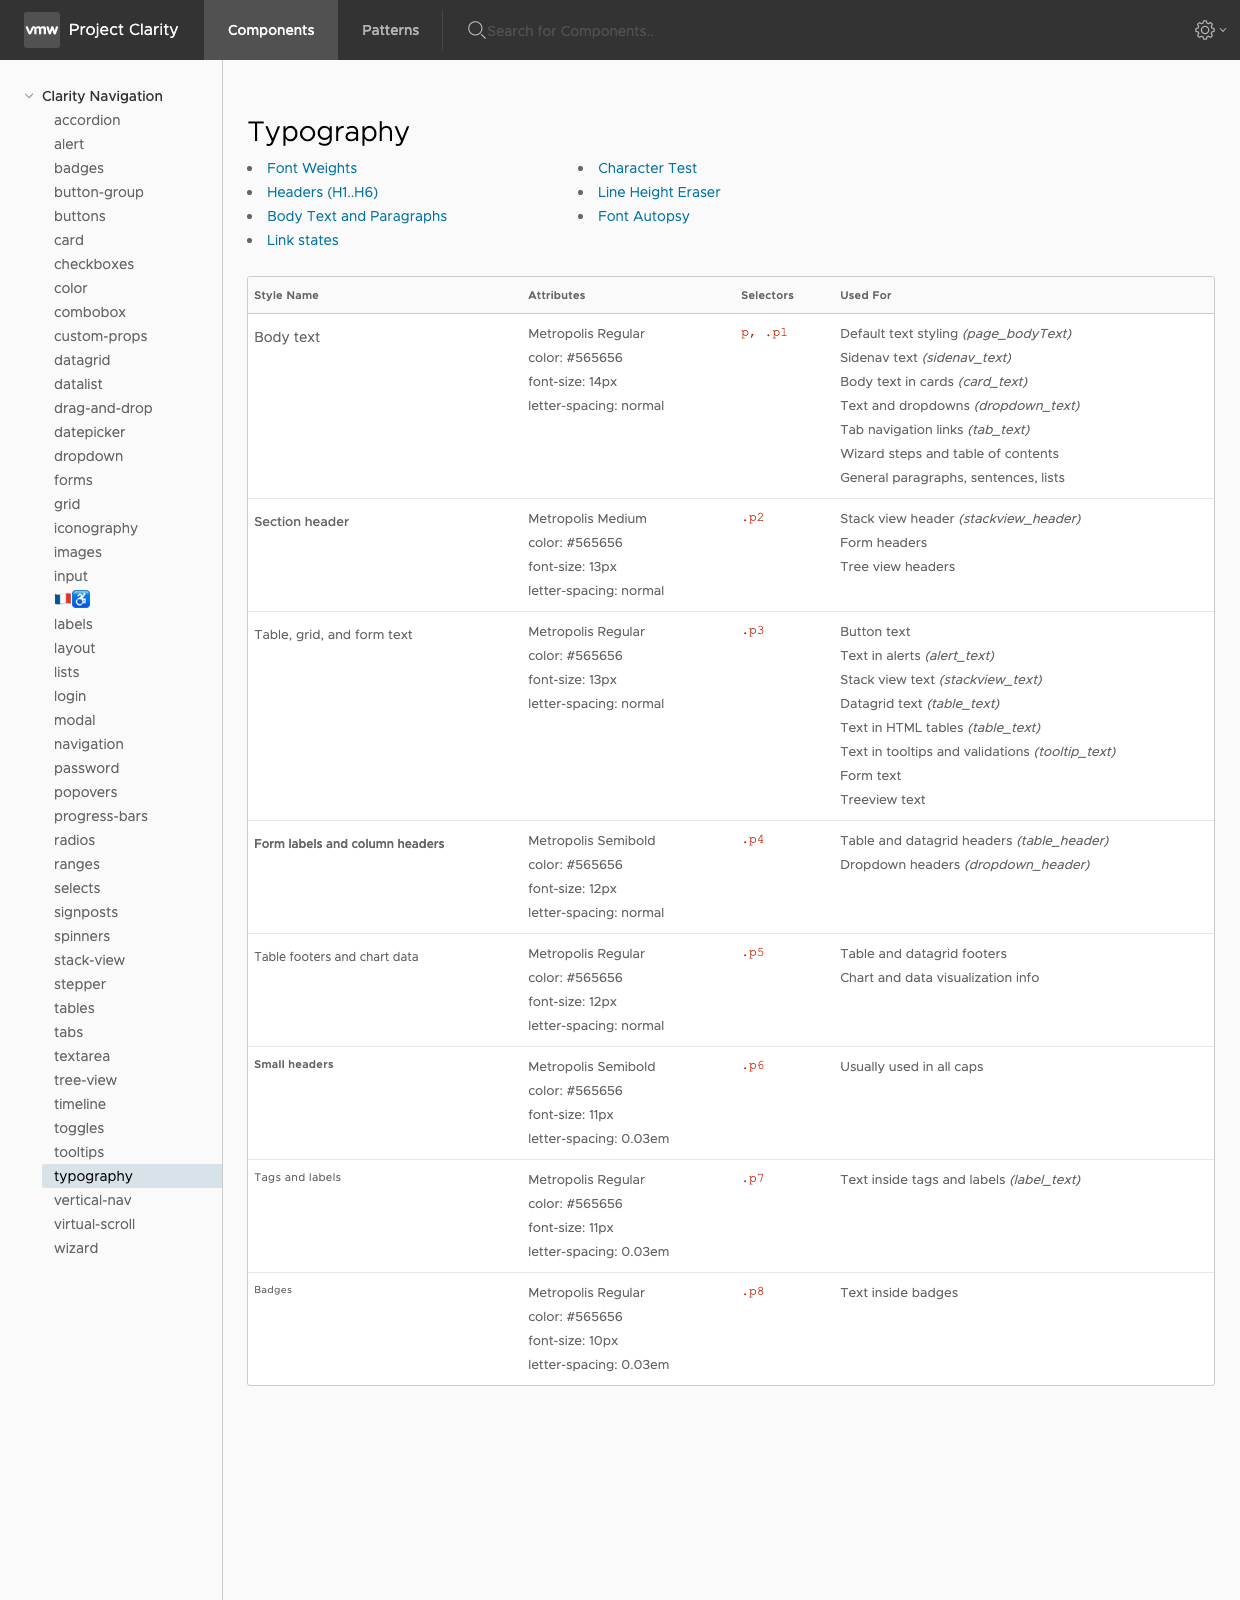 vmw Project Clarity Components Patterns Search for Components..
Clarity Navigation
accordion
alert
badges
button-group
buttons
card
checkboxes
color
combobox
custom-props
datagrid
datalist
drag-and-drop
datepicker
dropdown
forms
grid
iconography
images
input
🇫🇷♿
labels
layout
lists
login
modal
navigation
password
popovers
progress-bars
radios
ranges
selects
signposts
spinners
stack-view
stepper
tables
tabs
textarea
tree-view
timeline
toggles
tooltips
typography
vertical-nav
virtual-scroll
wizard
Typography
Font Weights
Headers (H1..H6)
Body Text and Paragraphs
Link states
Character Test
Line Height Eraser
Font Autopsy
Style Name Attributes Selectors Used For
Body text
Metropolis Regular
color: #565656
font-size: 14px
letter-spacing: normal
p, .p1
Default text styling (page_bodyText)
Sidenav text (sidenav_text)
Body text in cards (card_text)
Text and dropdowns (dropdown_text)
Tab navigation links (tab_text)
Wizard steps and table of contents
General paragraphs, sentences, lists
Section header
Metropolis Medium
color: #565656
font-size: 13px
letter-spacing: normal
.p2
Stack view header (stackview_header)
Form headers
Tree view headers
Table, grid, and form text
Metropolis Regular
color: #565656
font-size: 13px
letter-spacing: normal
.p3
Button text
Text in alerts (alert_text)
Stack view text (stackview_text)
Datagrid text (table_text)
Text in HTML tables (table_text)
Text in tooltips and validations (tooltip_text)
Form text
Treeview text
Form labels and column headers
Metropolis Semibold
color: #565656
font-size: 12px
letter-spacing: normal
.p4
Table and datagrid headers (table_header)
Dropdown headers (dropdown_header)
Table footers and chart data
Metropolis Regular
color: #565656
font-size: 12px
letter-spacing: normal
.p5
Table and datagrid footers
Chart and data visualization info
Small headers
Metropolis Semibold
color: #565656
font-size: 11px
letter-spacing: 0.03em
.p6
Usually used in all caps
Tags and labels
Metropolis Regular
color: #565656
font-size: 11px
letter-spacing: 0.03em
.p7
Text inside tags and labels (label_text)
Badges
Metropolis Regular
color: #565656
font-size: 10px
letter-spacing: 0.03em
.p8
Text inside badges